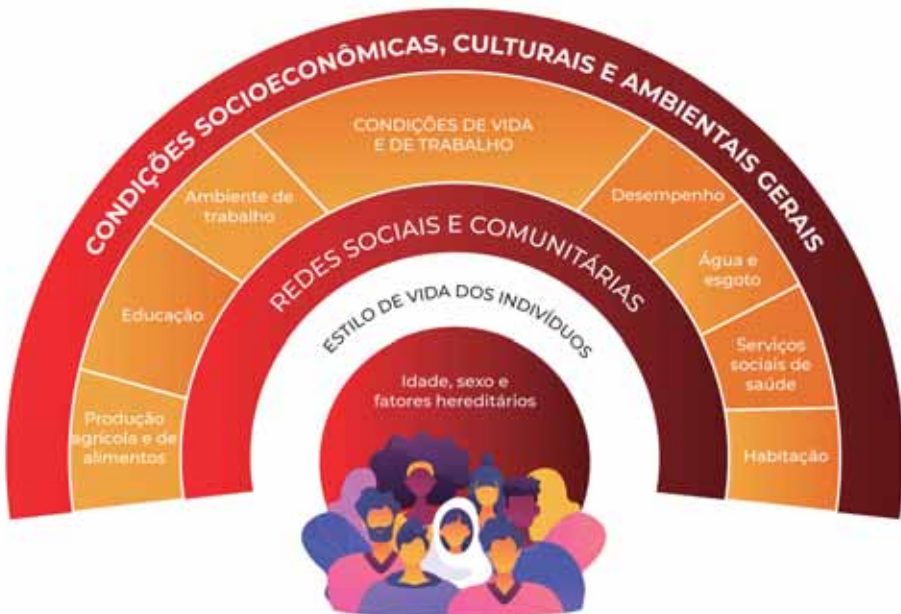 CONDIÇÕES SOCIOECONÔMICAS, CULTURAIS E AMBIENTAIS GERAIS
CONDIÇÕES DE VIDA
E DE TRABALHO
Ambiente de
trabalho
Desempenho
Educação
Água e
esgoto
Produção
agrícola e de
alimentos
Serviços
sociais de
saúde
Habitação
REDES SOCIAIS E COMUNITÁRIAS
ESTILO DE VIDA DOS INDIVÍDUOS
Idade, sexo e
fatores hereditários